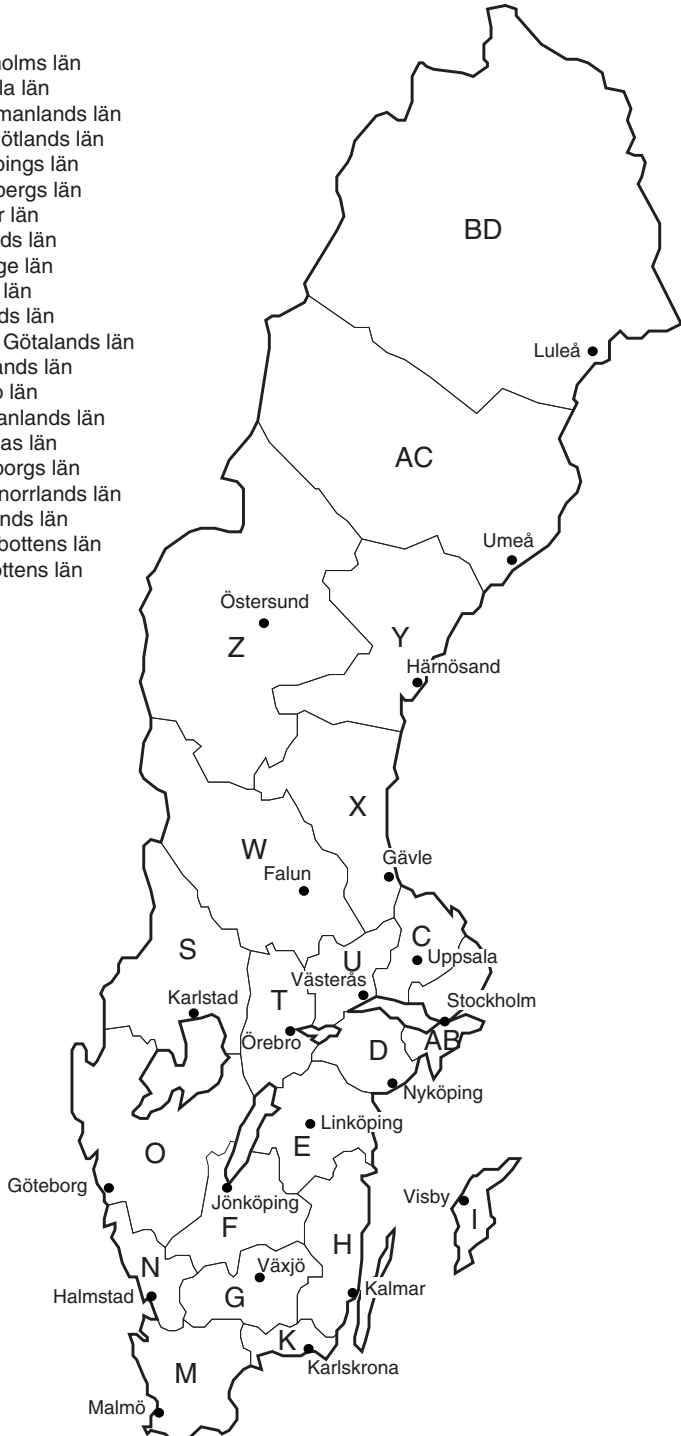 holms län
la län
manlands län
ötlands län
pings län
bergs län
r län
ds län
ge län
län
ds län
Götalands län
ands län
o län
anlands län
as län
borgs län
norrlands län
nds län
bottens län
ottens län
BD
Luleå
AC
Umeå
Östersund
Z
Y
Härnösand
X
W
Falun
Gävle
S
C
Uppsala
U
Västerås
T
Karlstad
Stockholm
Örebro
D
AB
Nyköping
Linköping
E
O
Göteborg
Jönköping
F
Visby
I
H
N
Växjö
G
Halmstad
Kalmar
K
Karlskrona
M
Malmö